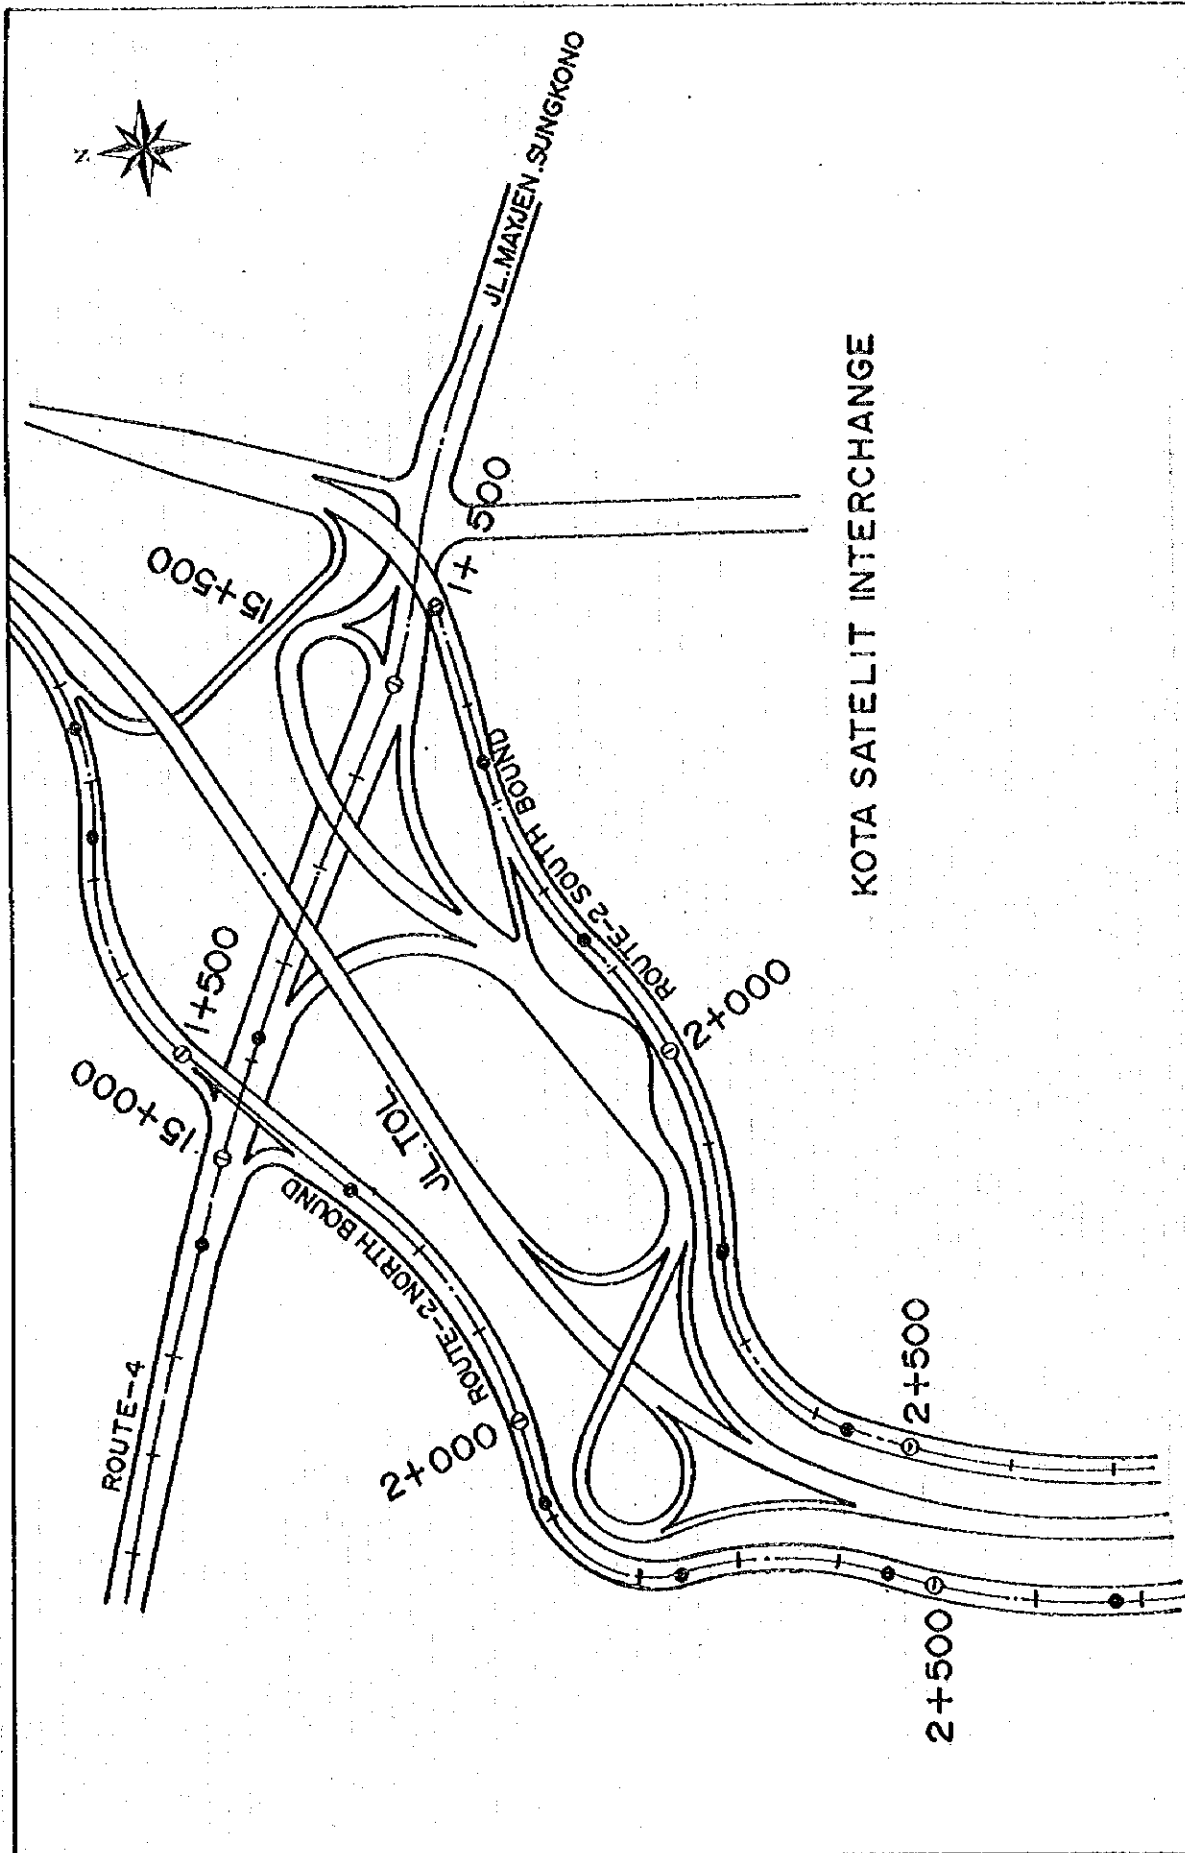 N
JL.MAYJEN.SUNGKONO
15+500
1+500
ROUTE-2 SOUTH BOUND
KOTA SATELIT INTERCHANGE
1+500
15+000
2+000
JL.TOL
ROUTE-2 NORTH BOUND
ROUTE-4
2+000
2+500
2+500